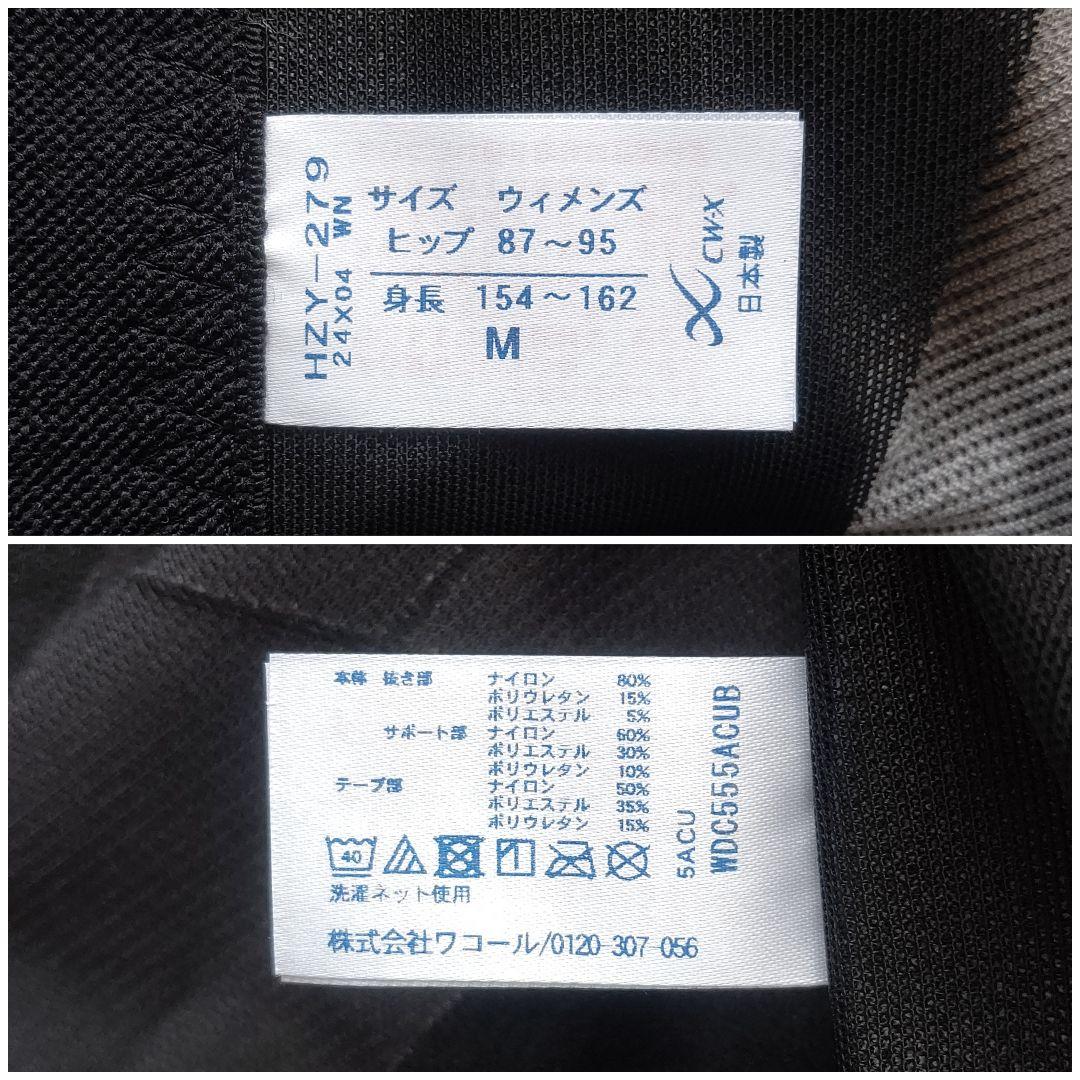 HZY-279
24X04 WN
サイズ ウィメンズ
ヒップ 87～95
身長 154～162
M
CW-X
日本製
本体 抜き部 ナイロン 80%
ポリウレタン 15%
ポリエステル 5%
サポート部 ナイロン 60%
ポリエステル 30%
ポリウレタン 10%
テープ部 ナイロン 50%
ポリエステル 35%
ポリウレタン 15%
40
洗濯ネット使用
株式会社ワコール/0120 307 056
5ACU
WDC555ACUB